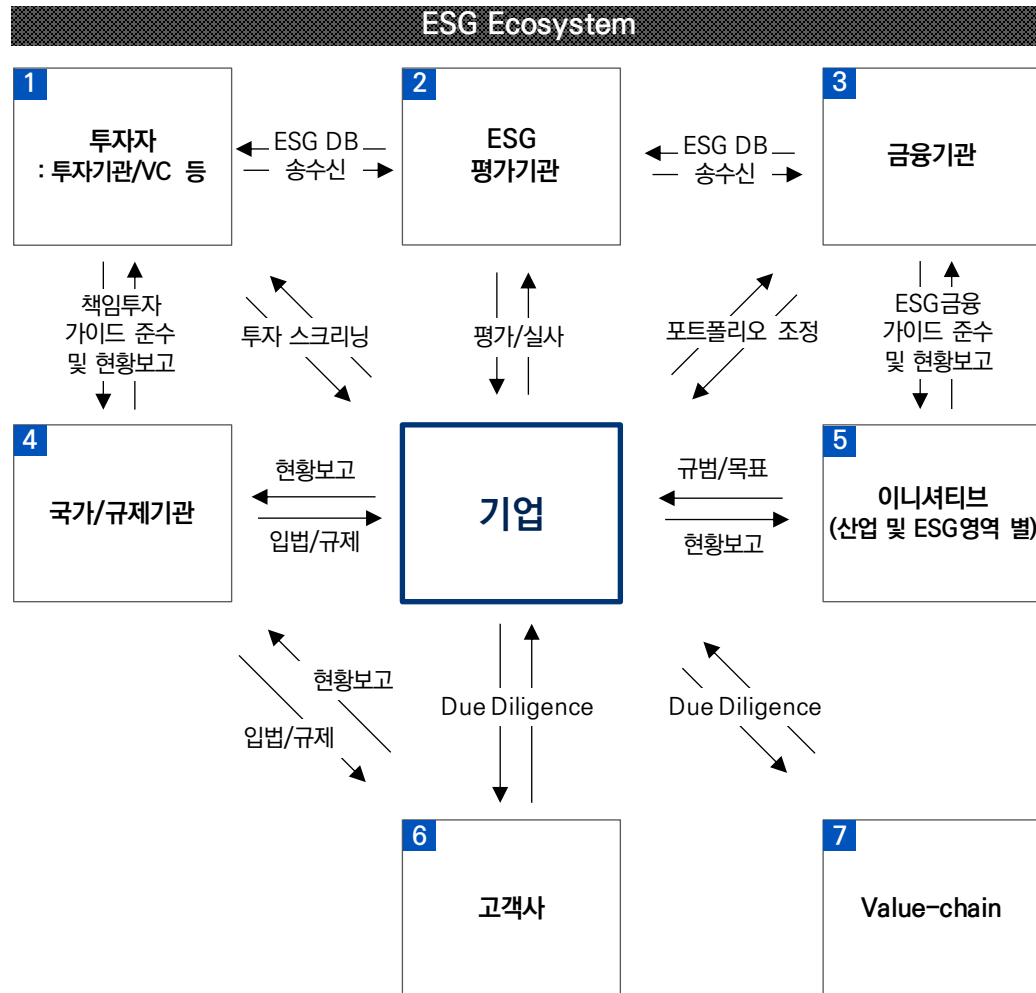 ESG Ecosystem
1
투자자
: 투자기관/VC 등
ESG DB
송수신
2
ESG
평가기관
ESG DB
송수신
3
금융기관
책임투자
가이드 준수
및 현황보고
투자 스크리닝
평가/실사
포트폴리오 조정
ESG금융
가이드 준수
및 현황보고
4
국가/규제기관
현황보고
입법/규제
기업
규범/목표
현황보고
5
이니셔티브
(산업 및 ESG영역 별)
현황보고
입법/규제
Due Diligence
Due Diligence
6
고객사
7
Value-chain